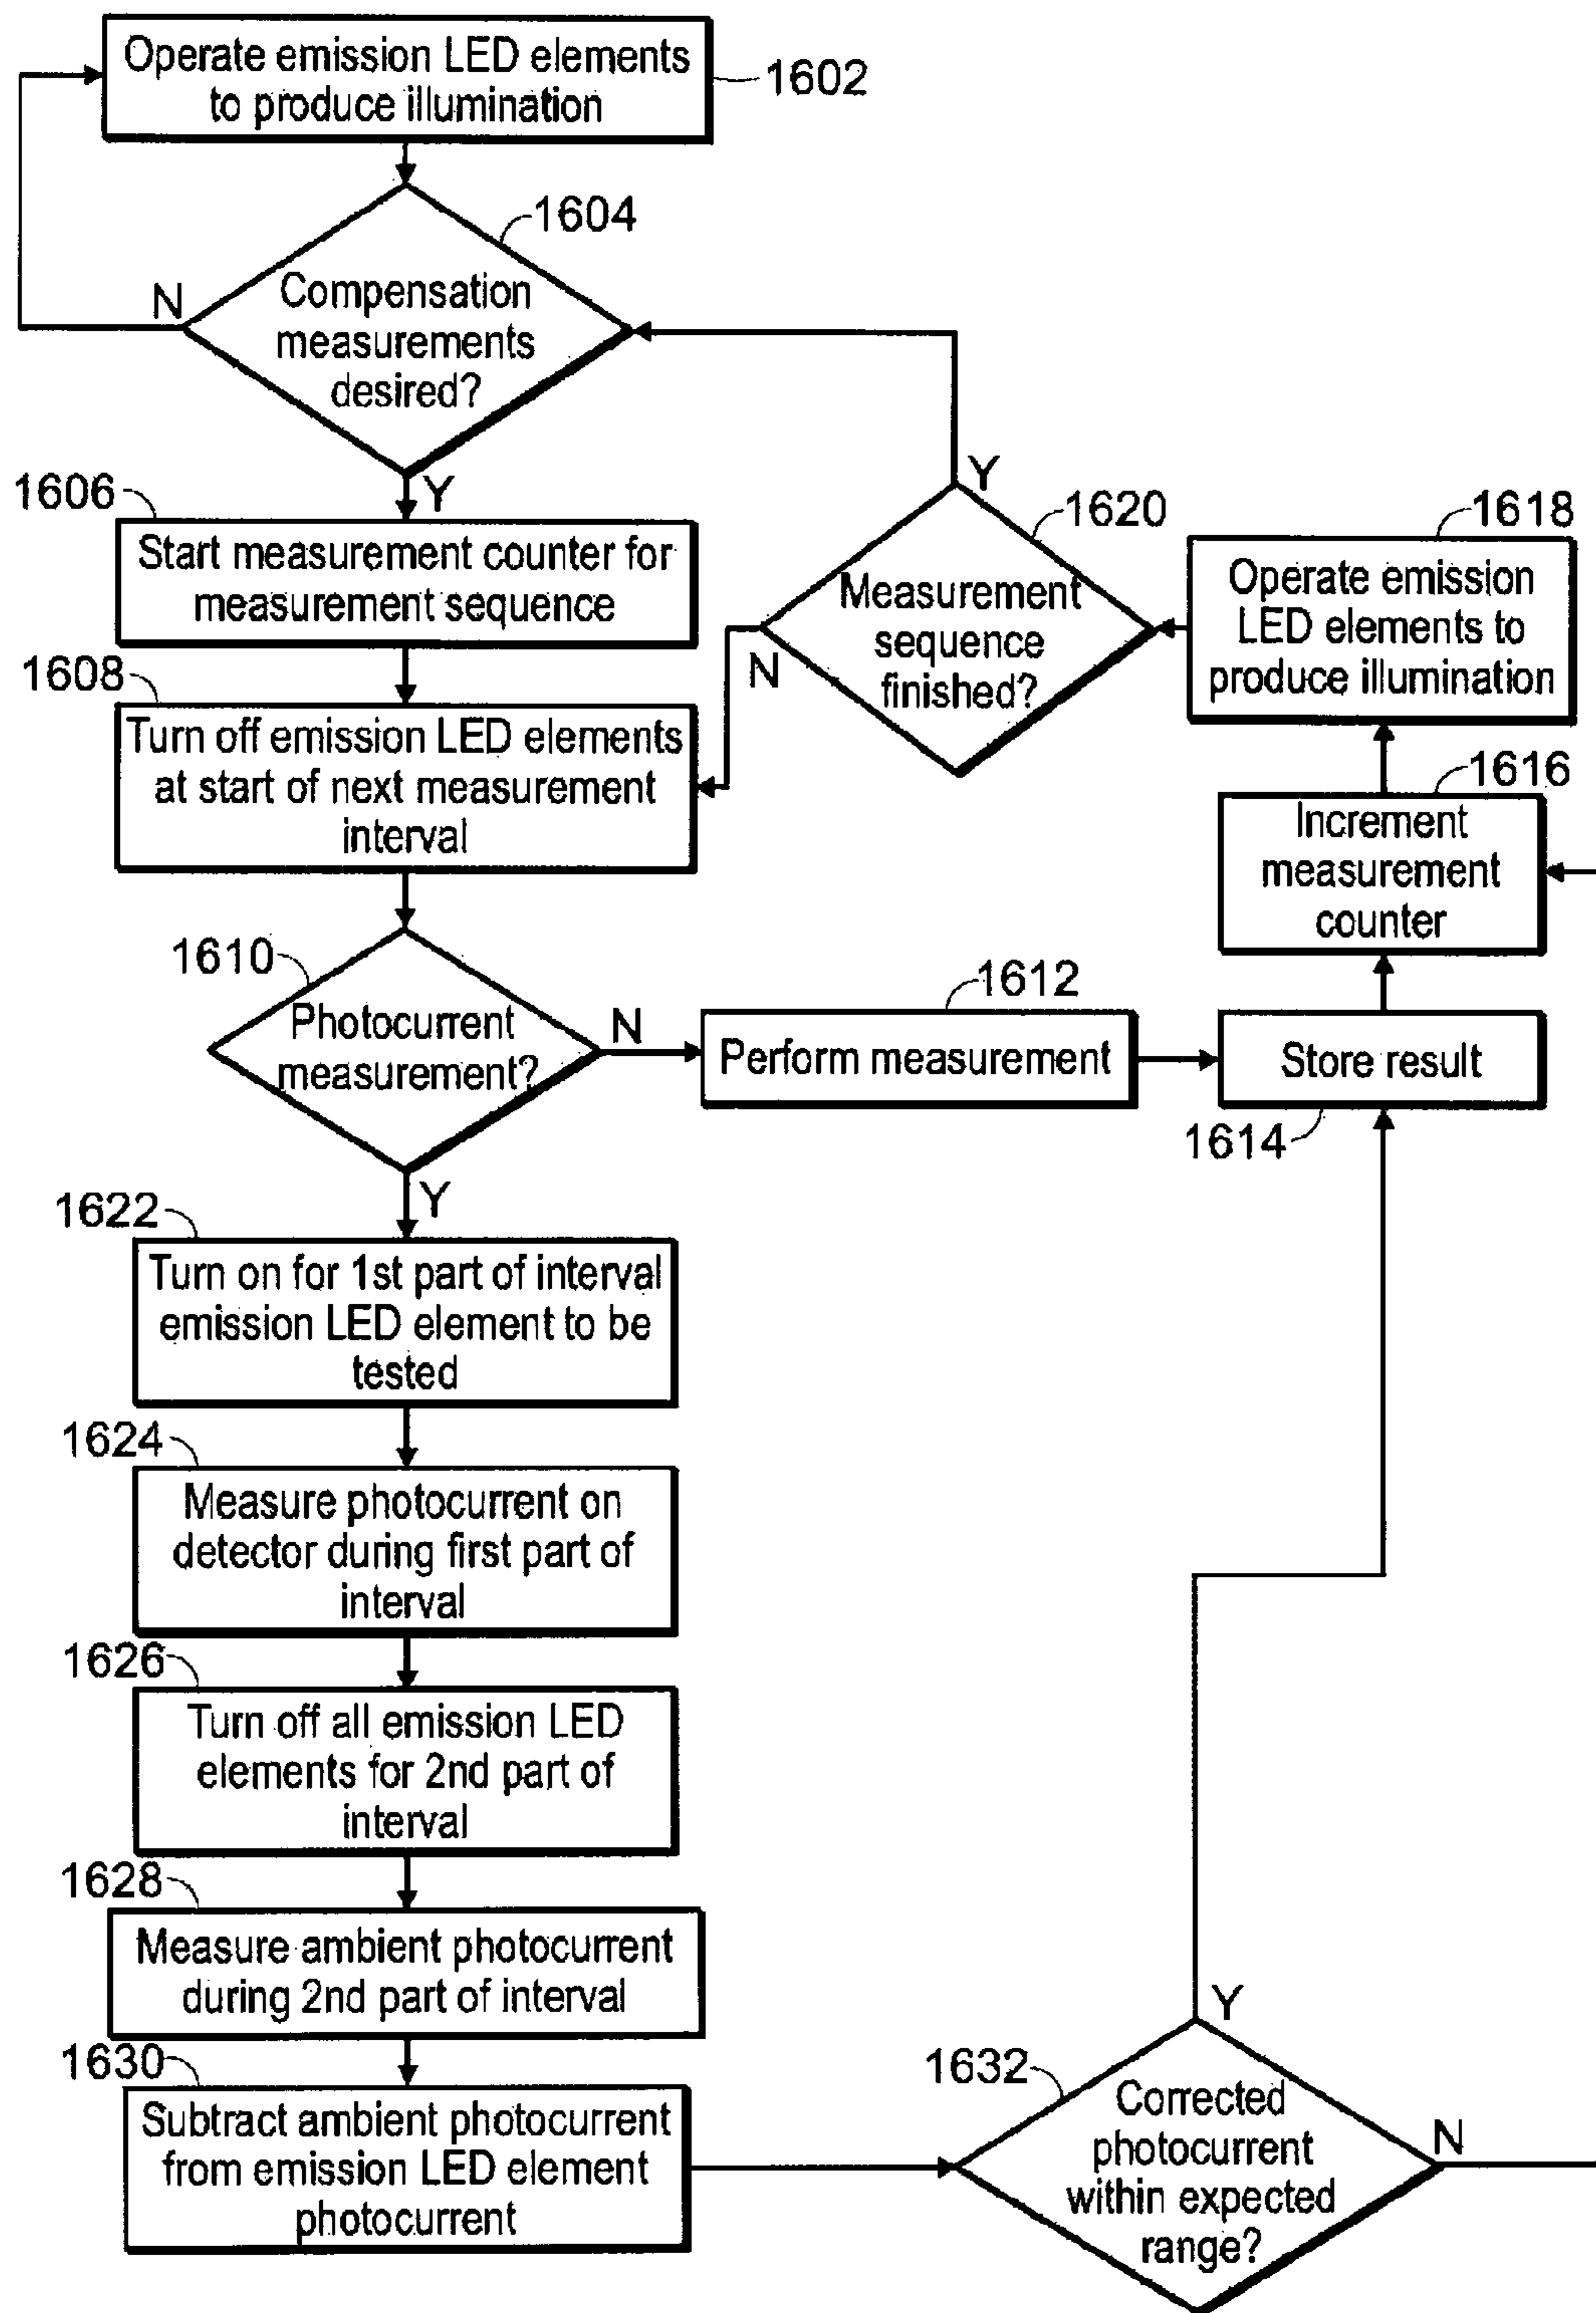 Operate emission LED elements
to produce illumination
1602
1604
Compensation
measurements
desired?
N
Y
1606
Start measurement counter for
measurement sequence
1608
Turn off emission LED elements
at start of next measurement
interval
1610
Photocurrent
measurement?
N
Y
1612
Perform measurement
1614
Store result
1616
Increment
measurement
counter
1618
Operate emission
LED elements to
produce illumination
1620
Measurement
sequence
finished?
Y
N
1622
Turn on for 1st part of interval
emission LED element to be
tested
1624
Measure photocurrent on
detector during first part of
interval
1626
Turn off all emission LED
elements for 2nd part of
interval
1628
Measure ambient photocurrent
during 2nd part of interval
1630
Subtract ambient photocurrent
from emission LED element
photocurrent
1632
Corrected
photocurrent
within expected
range?
Y
N